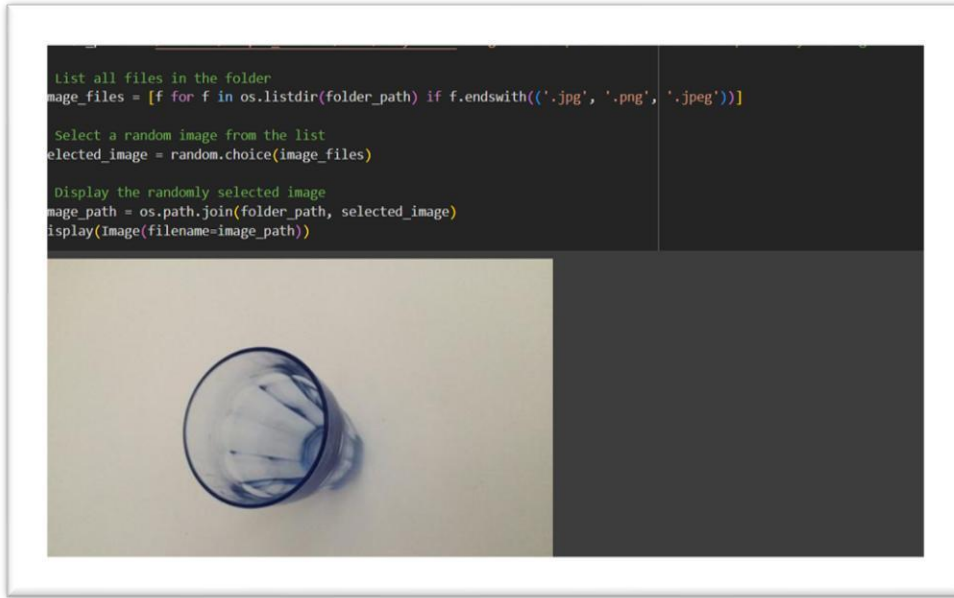 List all files in the folder
mage_files = [f for f in os.listdir(folder_path) if f.endswith(('.jpg', '.png', '.jpeg'))]
Select a random image from the list
elected_image = random.choice(image_files)
Display the randomly selected image
mage_path = os.path.join(folder_path, selected_image)
isplay(Image(filename=image_path))